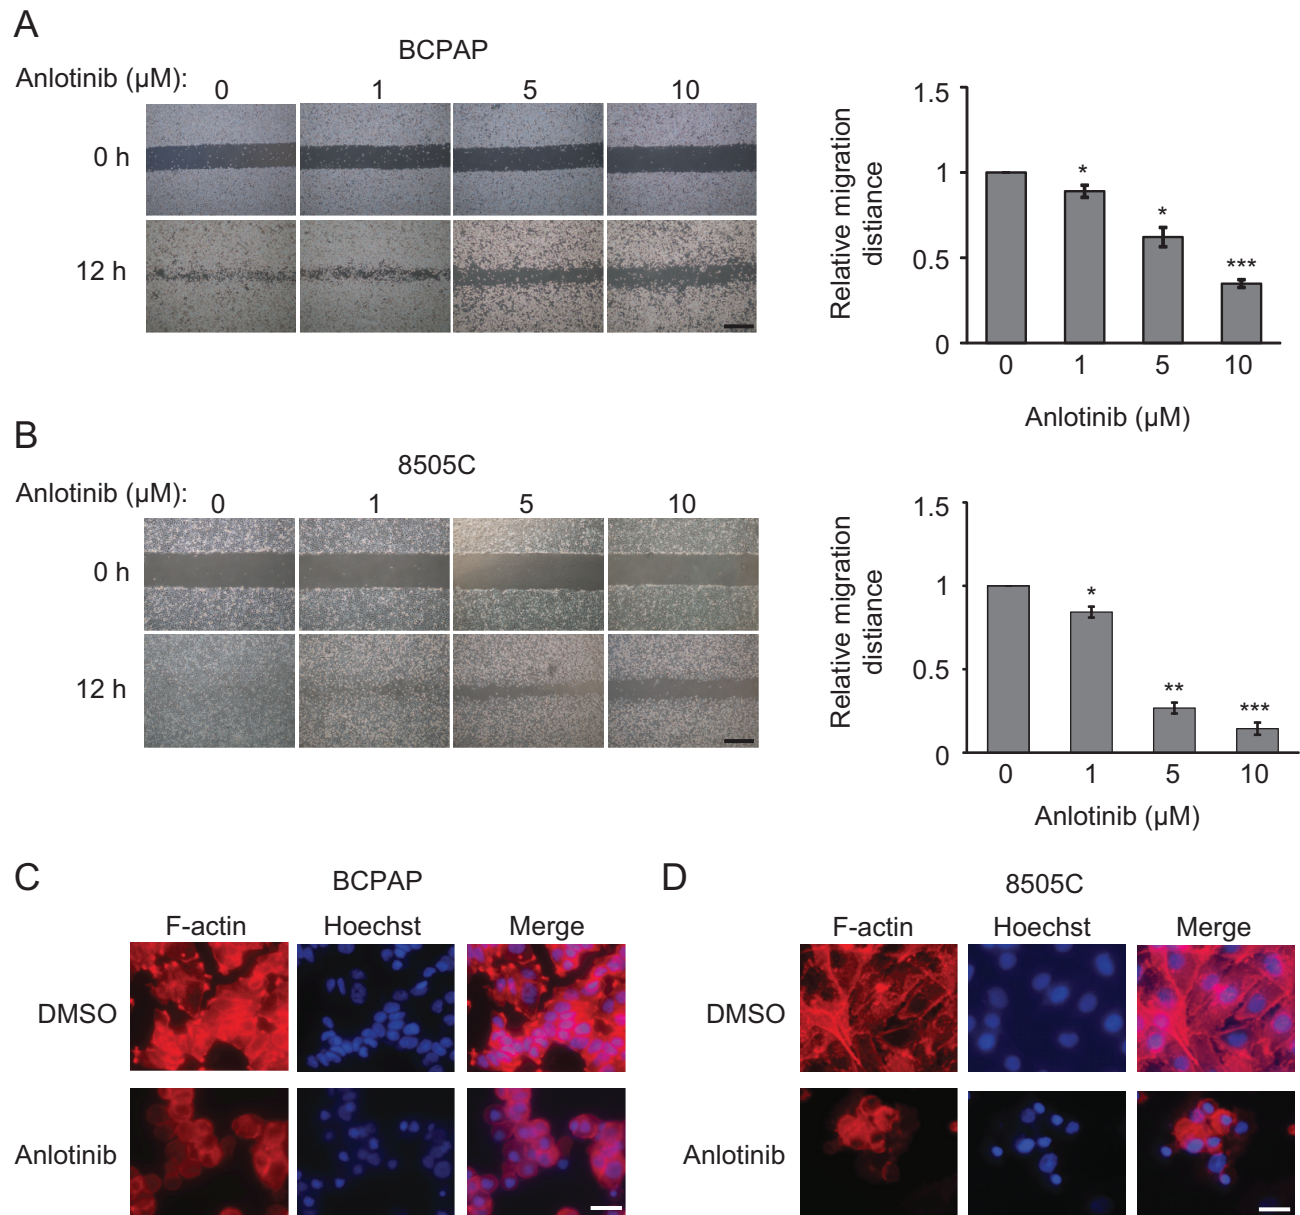 A
BCPAP
Anlotinib (µM):
0 1 5 10
0 h
12 h
Relative migration
distiance
1.5
1
0.5
0
*
*
***
0 1 5 10
Anlotinib (µM)
B
8505C
Anlotinib (µM):
0 1 5 10
0 h
12 h
Relative migration
distiance
1.5
1
0.5
0
*
**
***
0 1 5 10
Anlotinib (µM)
C
BCPAP
F-actin Hoechst Merge
DMSO
Anlotinib
D
8505C
F-actin Hoechst Merge
DMSO
Anlotinib